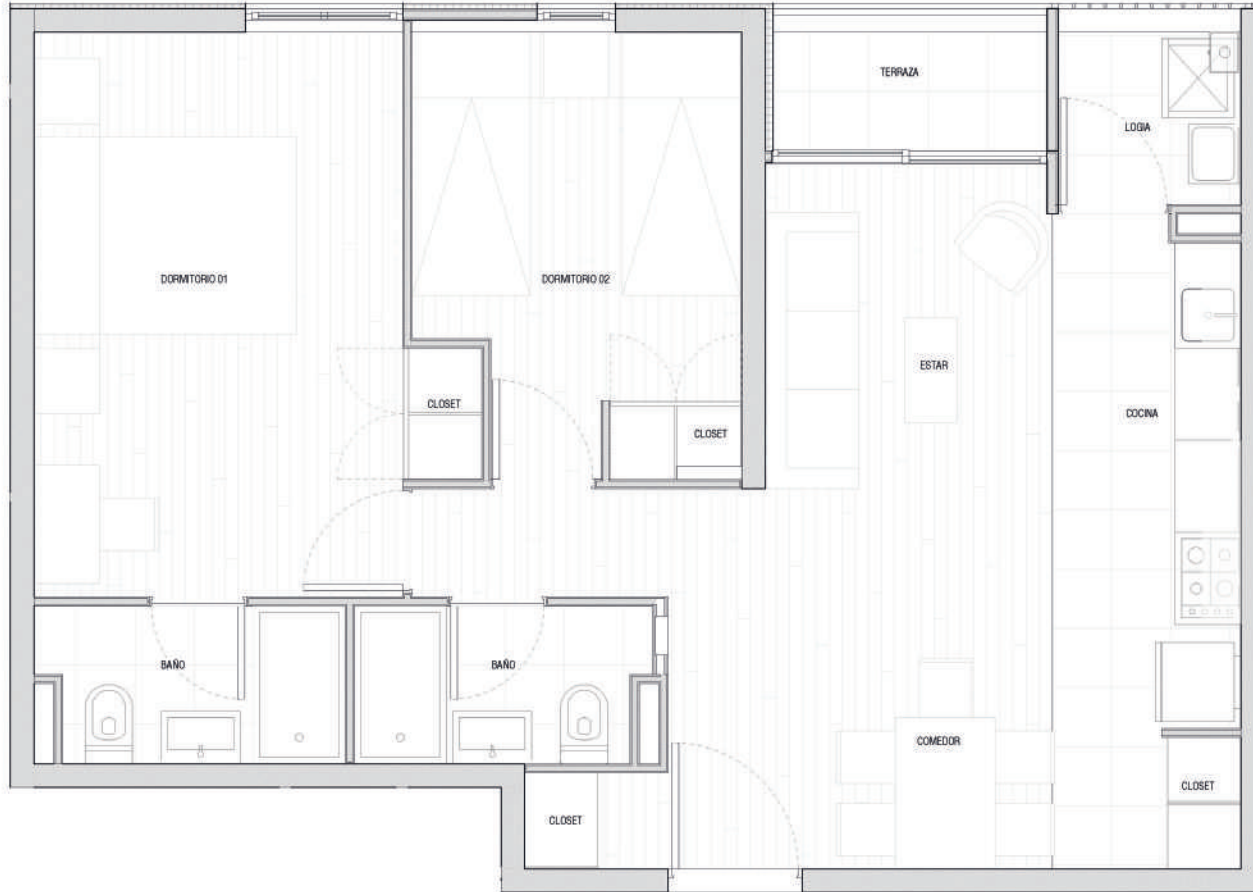 TERRAZA
LOGIA
DORMITORIO 01
DORMITORIO 02
ESTAR
CLOSET
COCINA
CLOSET
BAÑO
BAÑO
COMEDOR
CLOSET
CLOSET